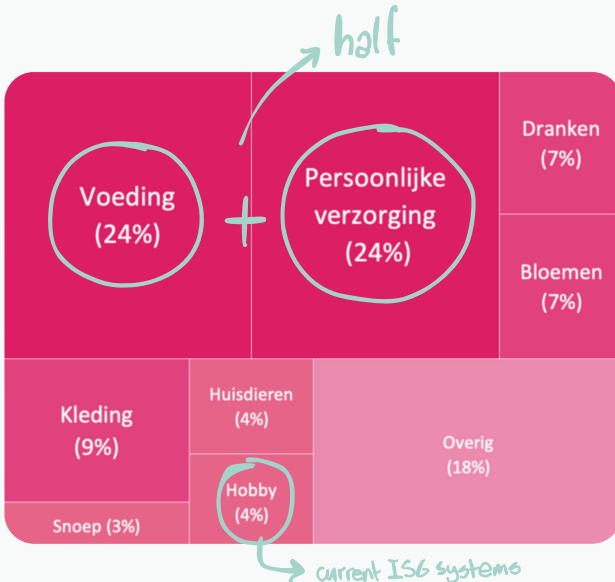 half
Voeding
(24%)
+
Persoonlijke
verzorging
(24%)
Dranken
(7%)
Bloemen
(7%)
Kleding
(9%)
Snoep (3%)
Huisdieren
(4%)
Hobby
(4%)
Overig
(18%)
current ISG systems